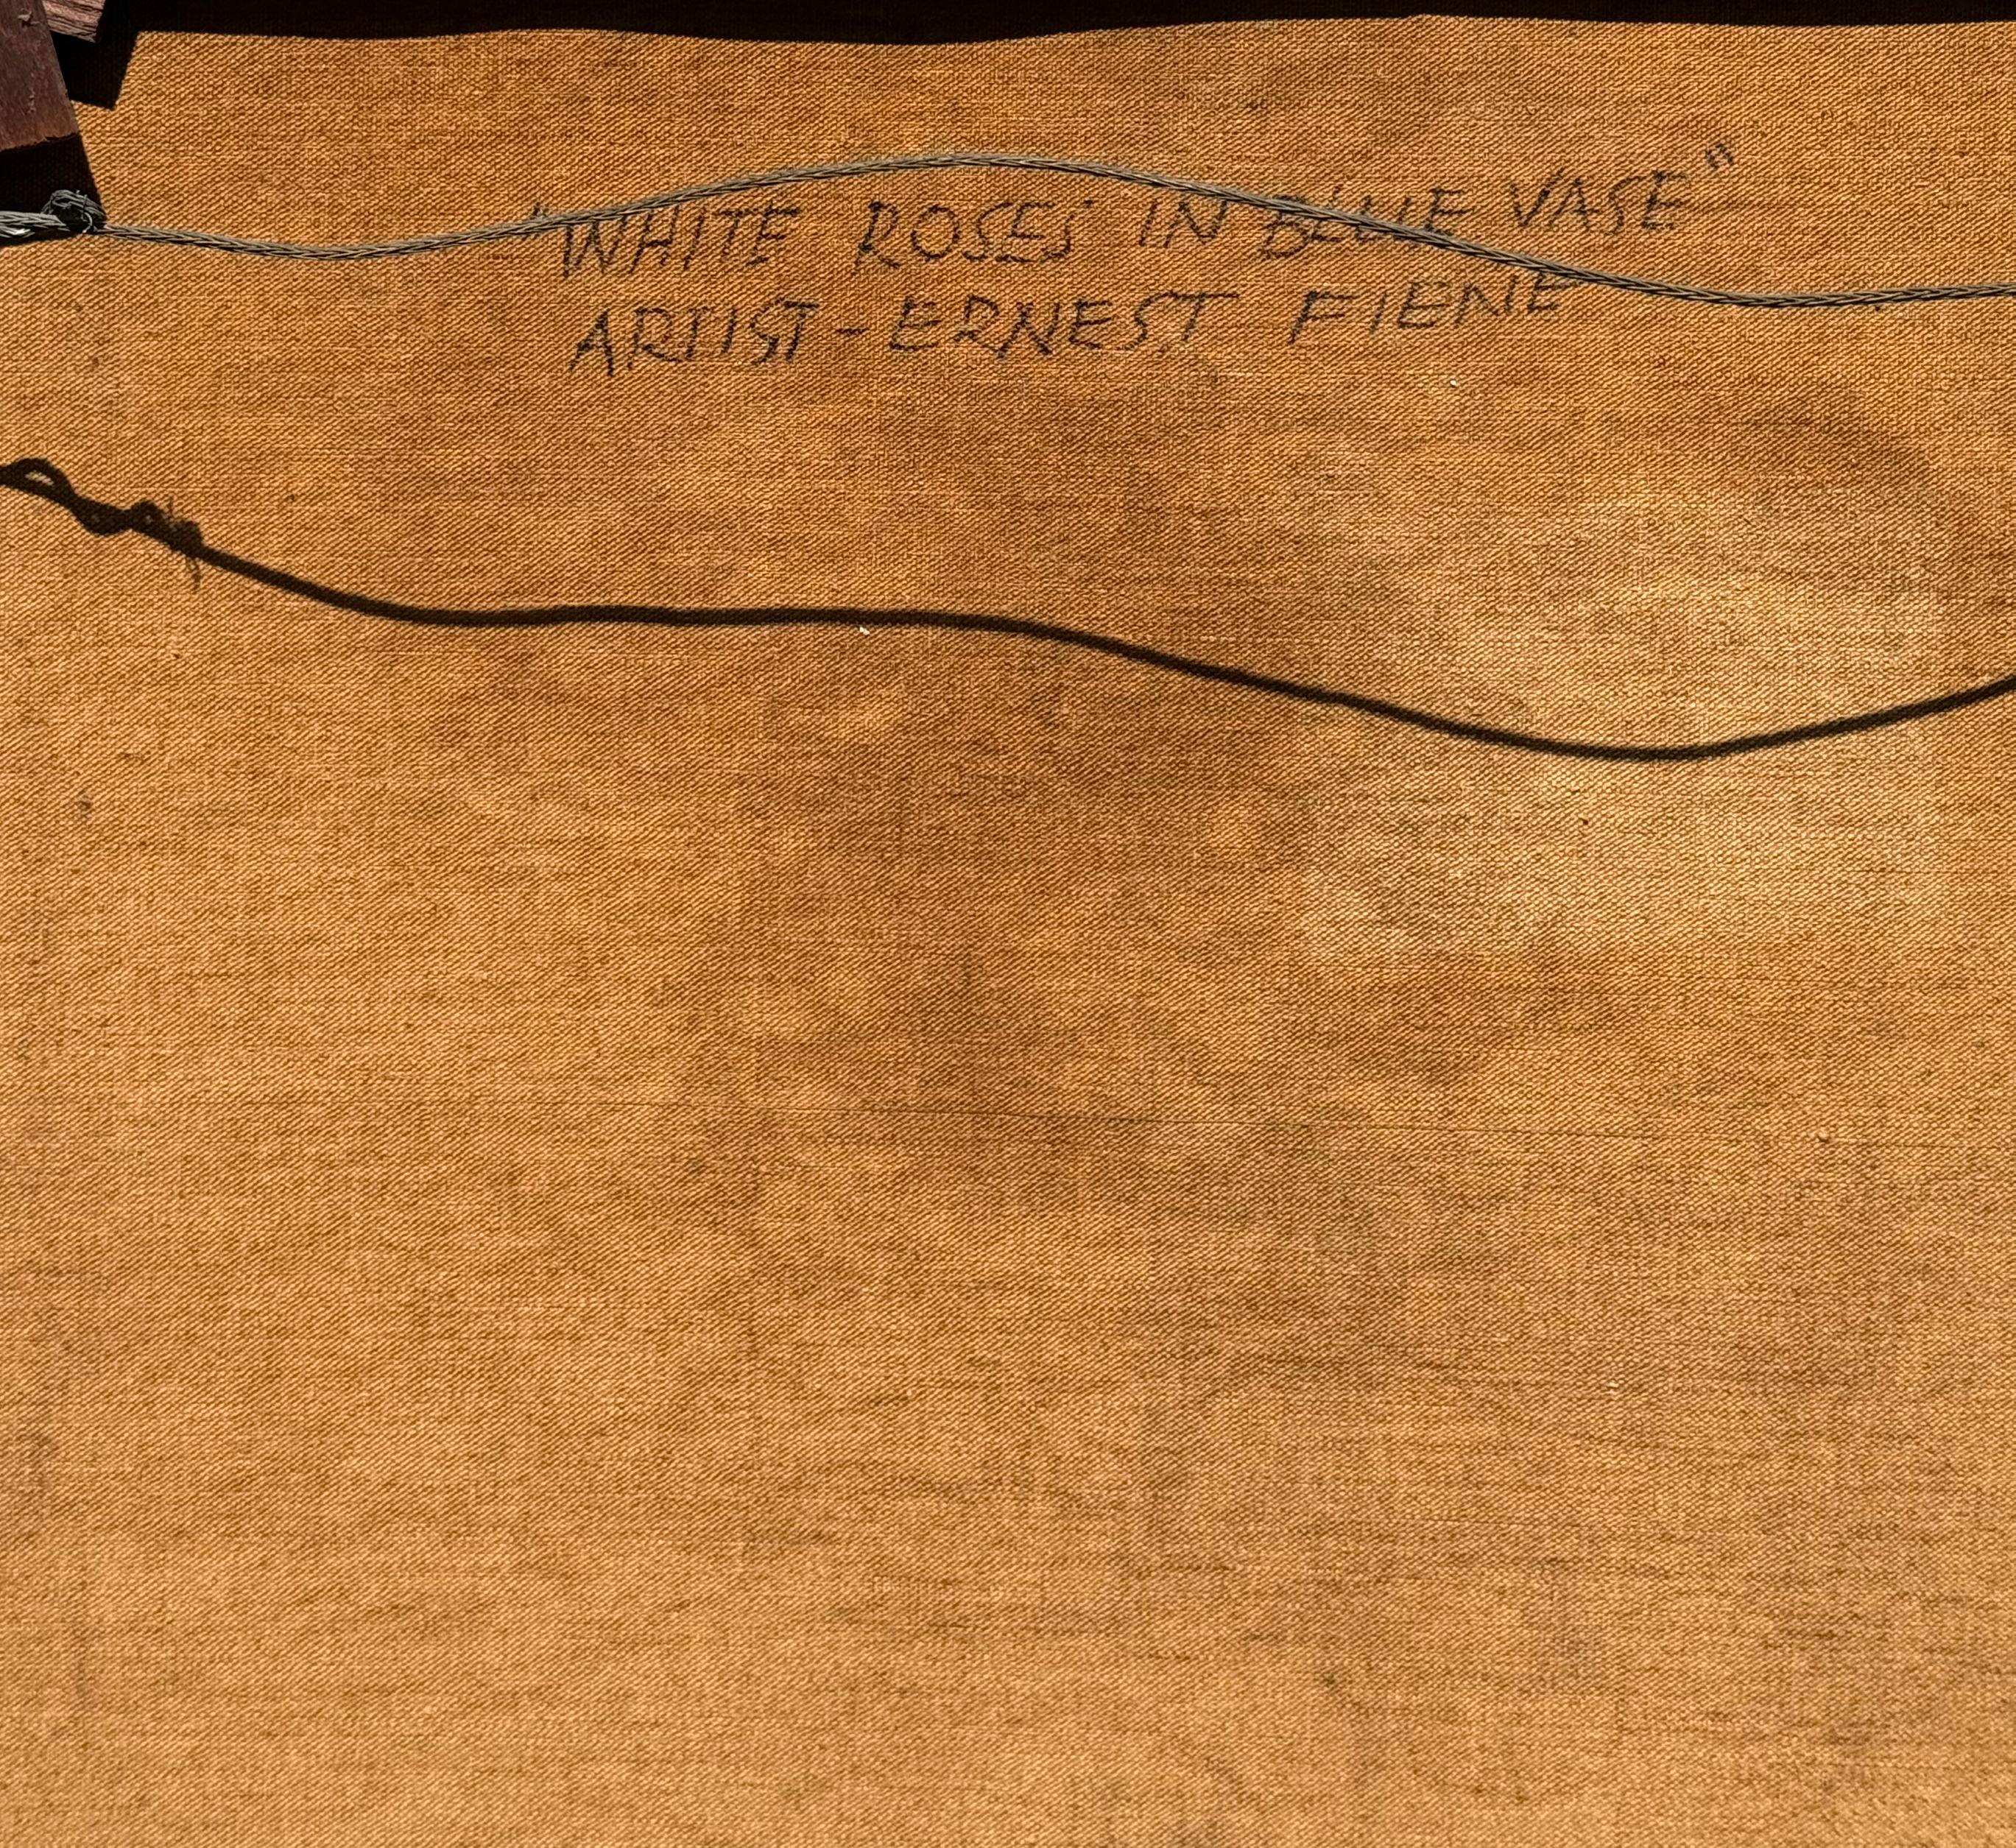 "WHITE ROSES IN BLUE VASE"
ARTIST - ERNEST FIENE